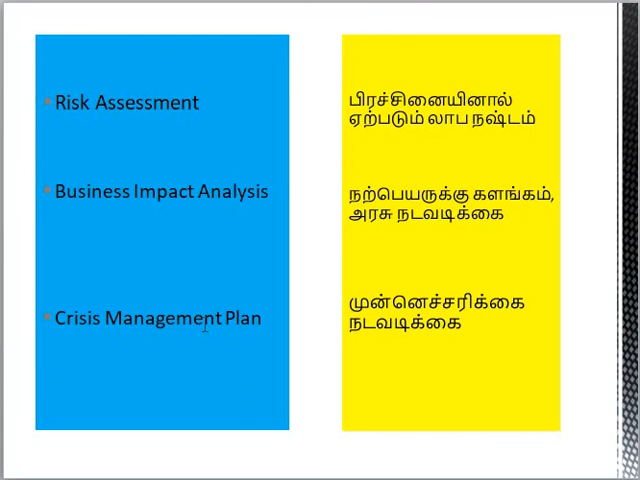 Risk Assessment
Business Impact Analysis
Crisis Management Plan
பிரச்சினையினால்
ஏற்படும் லாப நஷ்டம்
நற்பெயருக்கு களங்கம்,
அரசு நடவடிக்கை
முன்னெச்சரிக்கை
நடவடிக்கை